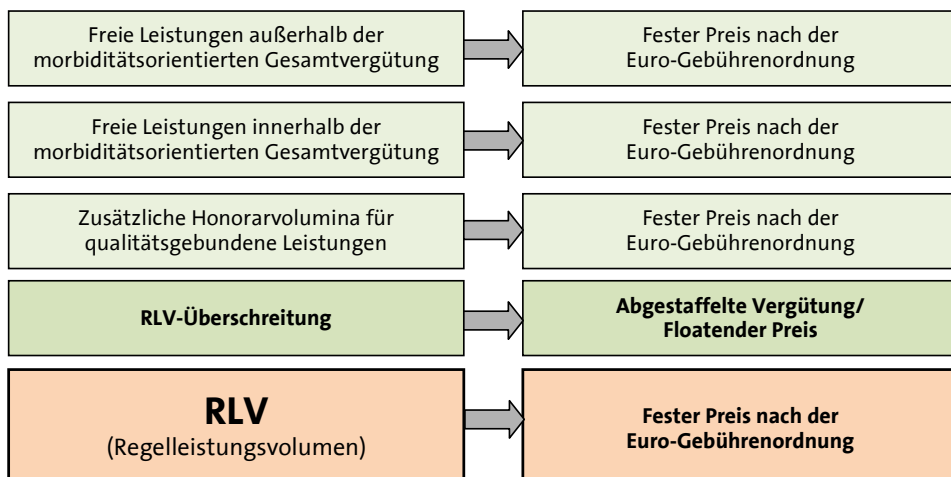 Freie Leistungen außerhalb der
morbiditätsorientierten Gesamtvergütung
Fester Preis nach der
Euro-Gebührenordnung
Freie Leistungen innerhalb der
morbiditätsorientierten Gesamtvergütung
Fester Preis nach der
Euro-Gebührenordnung
Zusätzliche Honorarvolumina für
qualitätsgebundene Leistungen
Fester Preis nach der
Euro-Gebührenordnung
RLV-Überschreitung
Abgestaffelte Vergütung/
Floatender Preis
RLV
(Regelleistungsvolumen)
Fester Preis nach der
Euro-Gebührenordnung